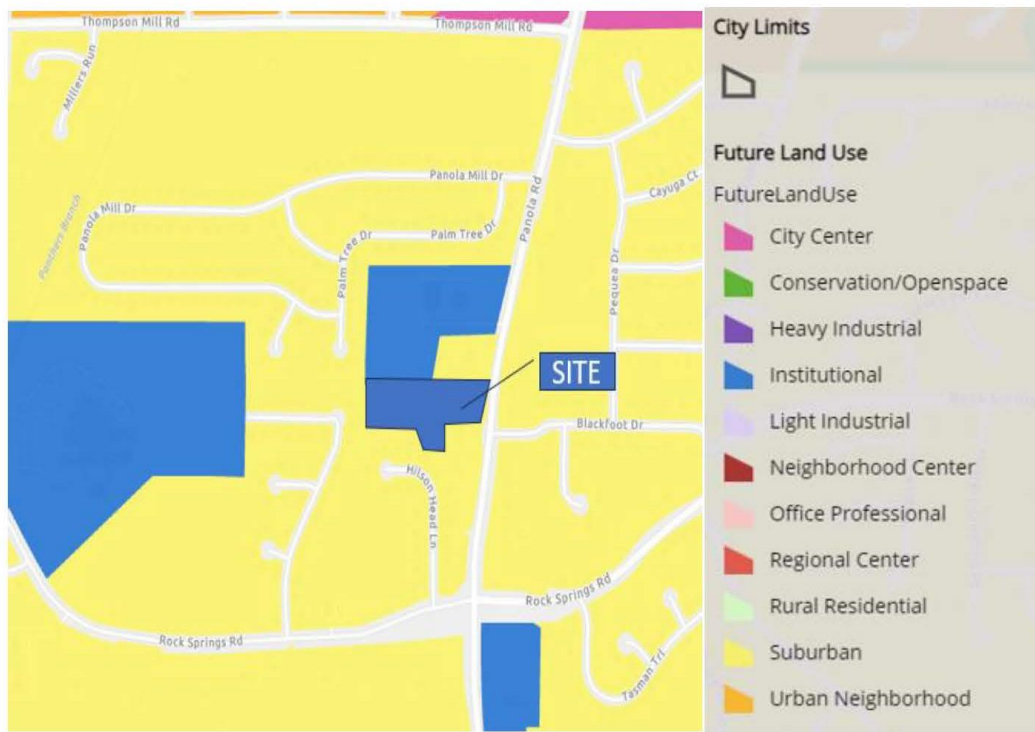 Thompson Mill Rd
Thompson Mill Rd
Millers Run
Panola Mill Dr
Panola Rd
Cayuga Ct
Panola Mill Dr
Panthers Branch
Palm Tree Dr
Palm Tree Dr
Pequea Dr
SITE
Blackfoot Dr
Hilson Head Ln
Rock Springs Rd
Rock Springs Rd
Tasman Trl
City Limits
Future Land Use
FutureLandUse
City Center
Conservation/Openspace
Heavy Industrial
Institutional
Light Industrial
Neighborhood Center
Office Professional
Regional Center
Rural Residential
Suburban
Urban Neighborhood